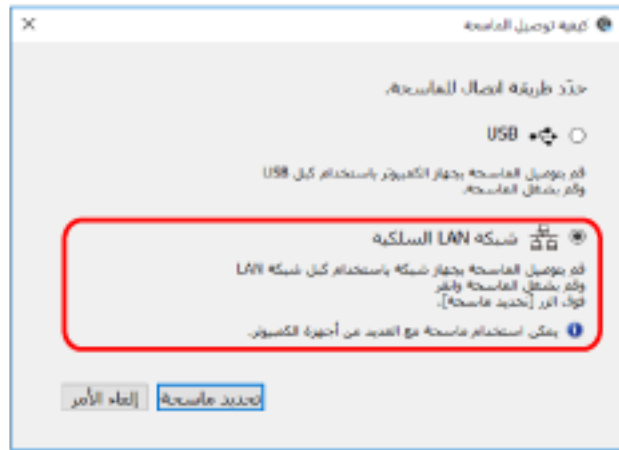 كيفية توصيل الماسحة
حدّد طريقة اتصال للماسحة.
USB
قم بتوصيل الماسحة بجهاز الكمبيوتر باستخدام كبل USB
وقم بتشغيل الماسحة.
شبكة LAN السلكية
قم بتوصيل الماسحة بجهاز شبكة باستخدام كبل شبكة LAN
وقم بتشغيل الماسحة وانقر
فوق الزر [تحديد ماسحة].
يمكن استخدام ماسحة مع العديد من أجهزة الكمبيوتر.
تحديد ماسحة
إلغاء الأمر